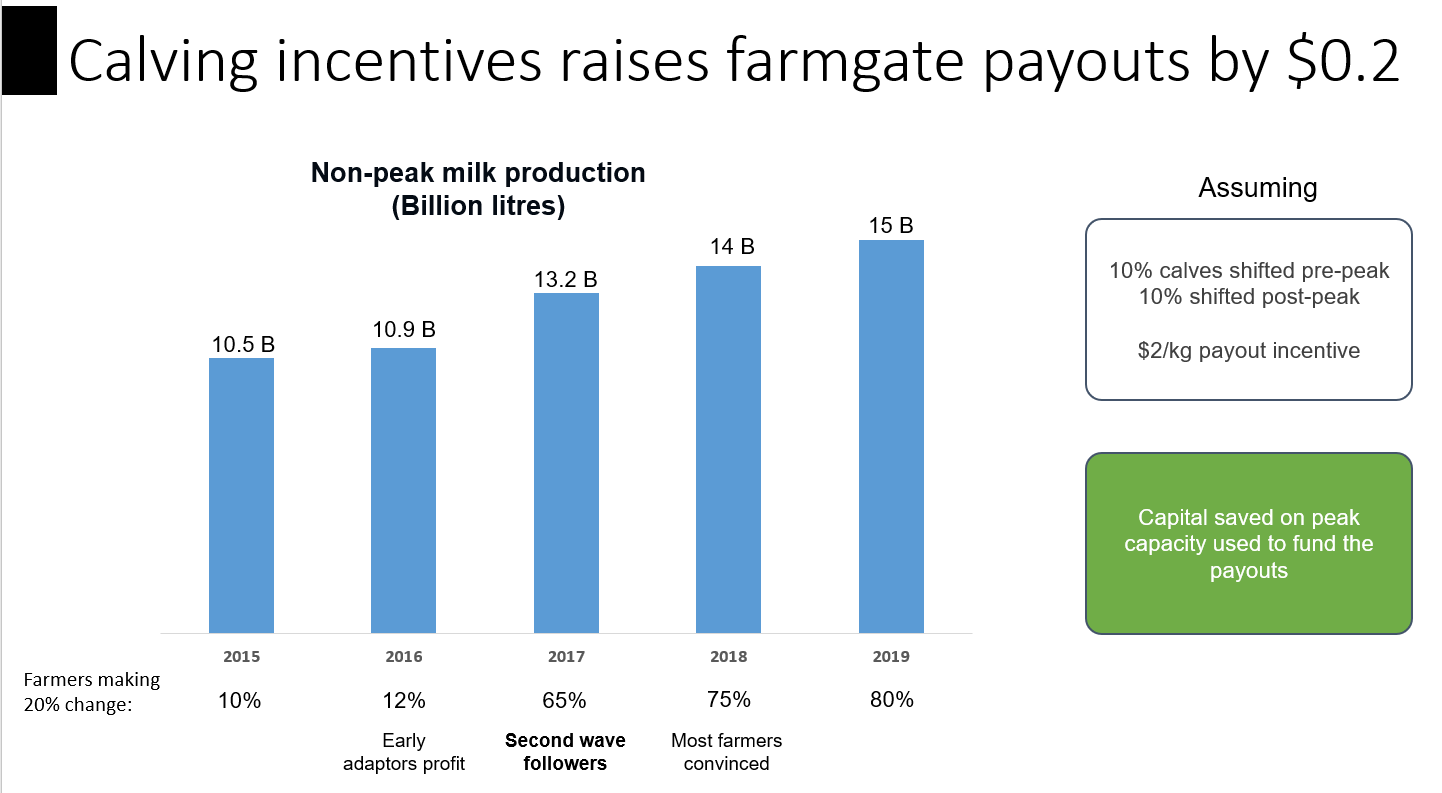 Calving incentives raises farmgate payouts by $0.2
Non-peak milk production
(Billion litres)
10.5 B
10.9 B
13.2 B
14 B
15 B
2015
2016
2017
2018
2019
Farmers making
20% change:
10%
12%
65%
75%
80%
Early
adaptors profit
Second wave
followers
Most farmers
convinced
Assuming
10% calves shifted pre-peak
10% shifted post-peak
$2/kg payout incentive
Capital saved on peak
capacity used to fund the
payouts